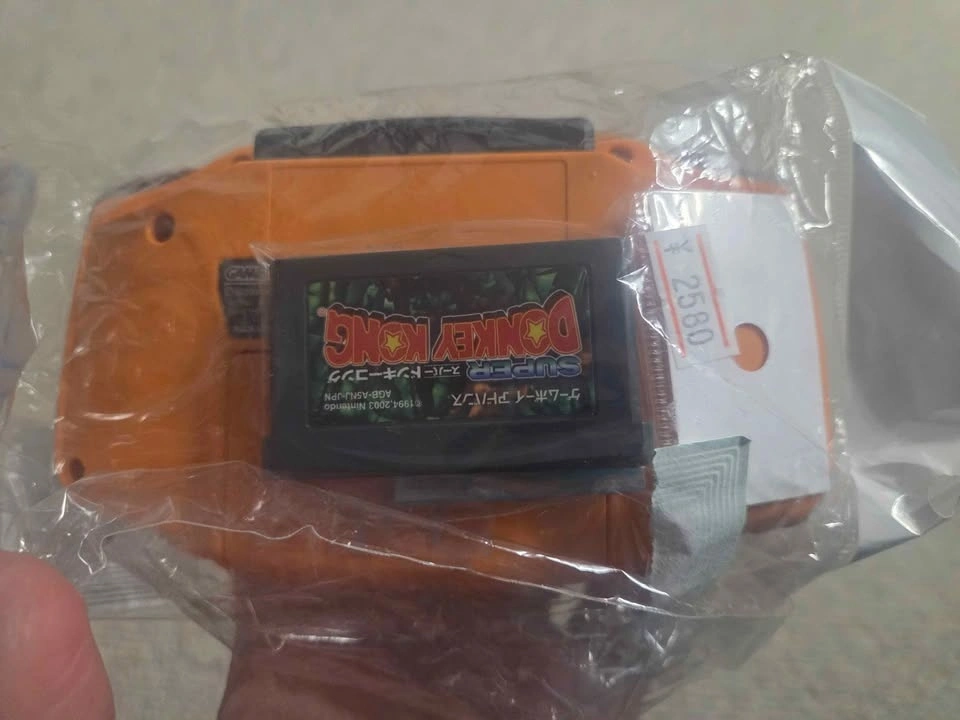 SUPER
DONKEY KONG®
スーパードンキーコング
ゲームボーイアドバンス
©1994,2003 Nintendo
AGB-A5NJ-JPN
¥ 2580